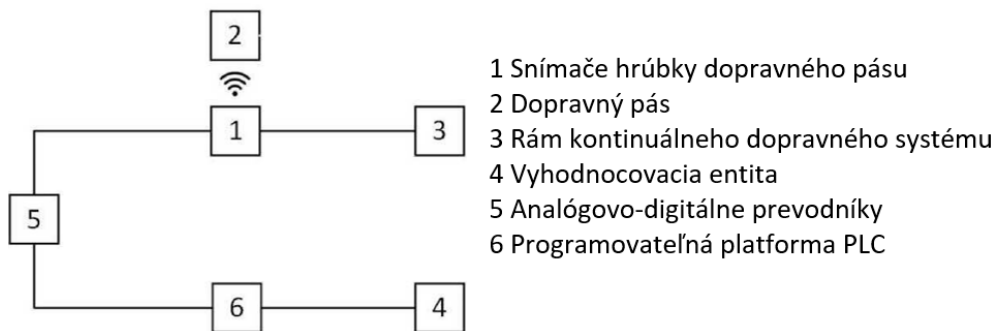 2
1
3
5
6
4
1 Snímače hrúbky dopravného pásu
2 Dopravný pás
3 Rám kontinuálneho dopravného systému
4 Vyhodnocovacia entita
5 Analógovo-digitálne prevodníky
6 Programovateľná platforma PLC